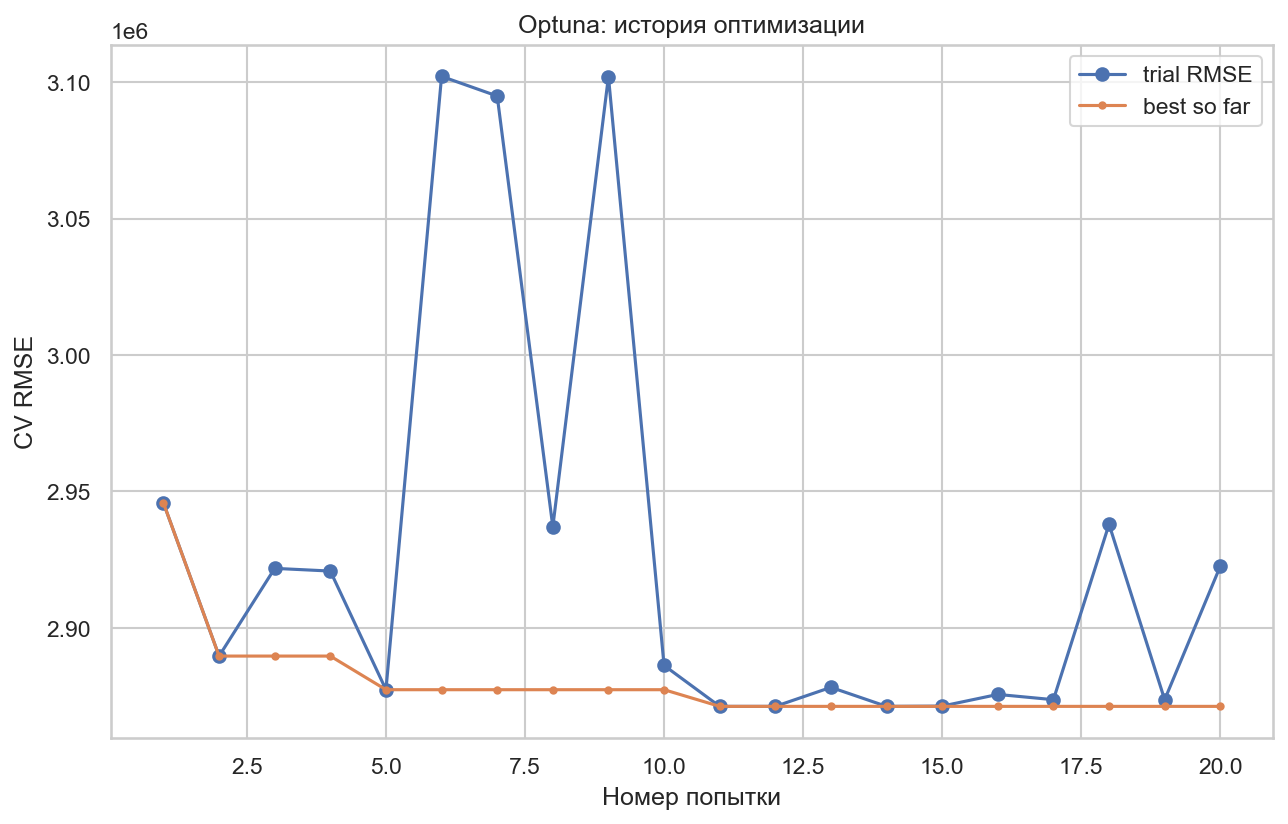 Optuna: история оптимизации
1e6
trial RMSE
best so far
3.10
3.05
3.00
2.95
2.90
CV RMSE
2.5 5.0 7.5 10.0 12.5 15.0 17.5 20.0
Номер попытки